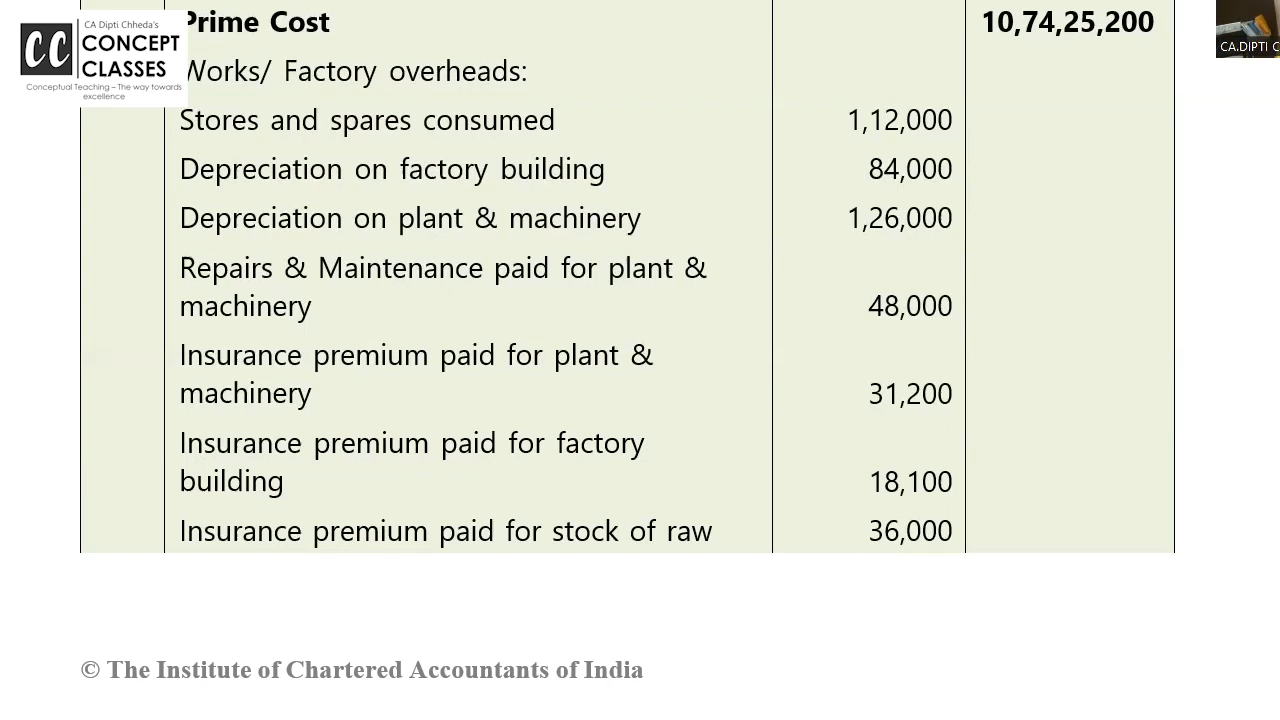 CA Dipti Chheda's
CC CONCEPT
CLASSES
Conceptual Teaching – The way towards
excellence
CA.DIPTI C
Prime Cost 10,74,25,200
Works/ Factory overheads:
Stores and spares consumed 1,12,000
Depreciation on factory building 84,000
Depreciation on plant & machinery 1,26,000
Repairs & Maintenance paid for plant &
machinery 48,000
Insurance premium paid for plant &
machinery 31,200
Insurance premium paid for factory
building 18,100
Insurance premium paid for stock of raw 36,000
© The Institute of Chartered Accountants of India